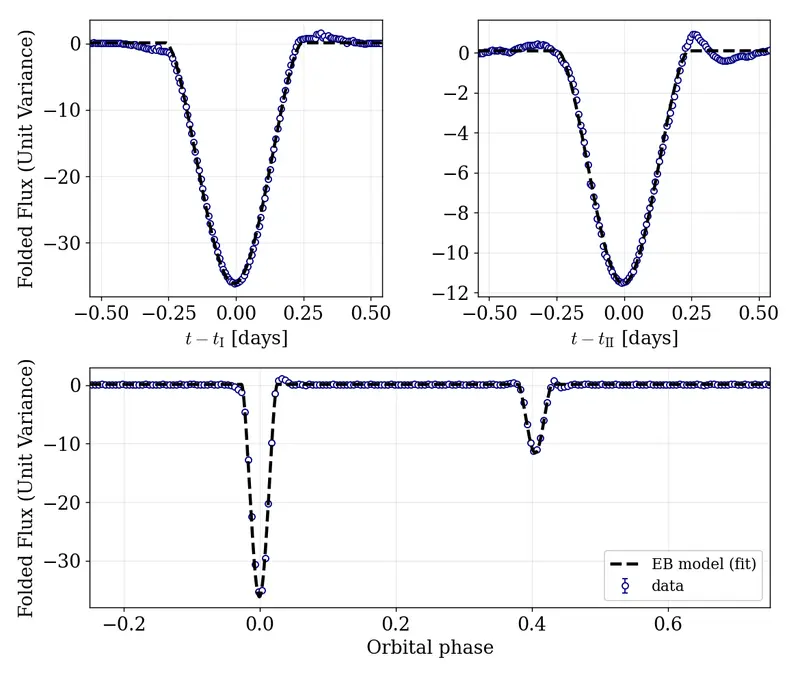 Folded Flux (Unit Variance)
0
−10
−20
−30
−0.50 −0.25 0.00 0.25 0.50
t − t_I [days]
0
−2
−4
−6
−8
−10
−12
−0.50 −0.25 0.00 0.25 0.50
t − t_II [days]
Folded Flux (Unit Variance)
0
−10
−20
−30
EB model (fit)
data
−0.2 0.0 0.2 0.4 0.6
Orbital phase